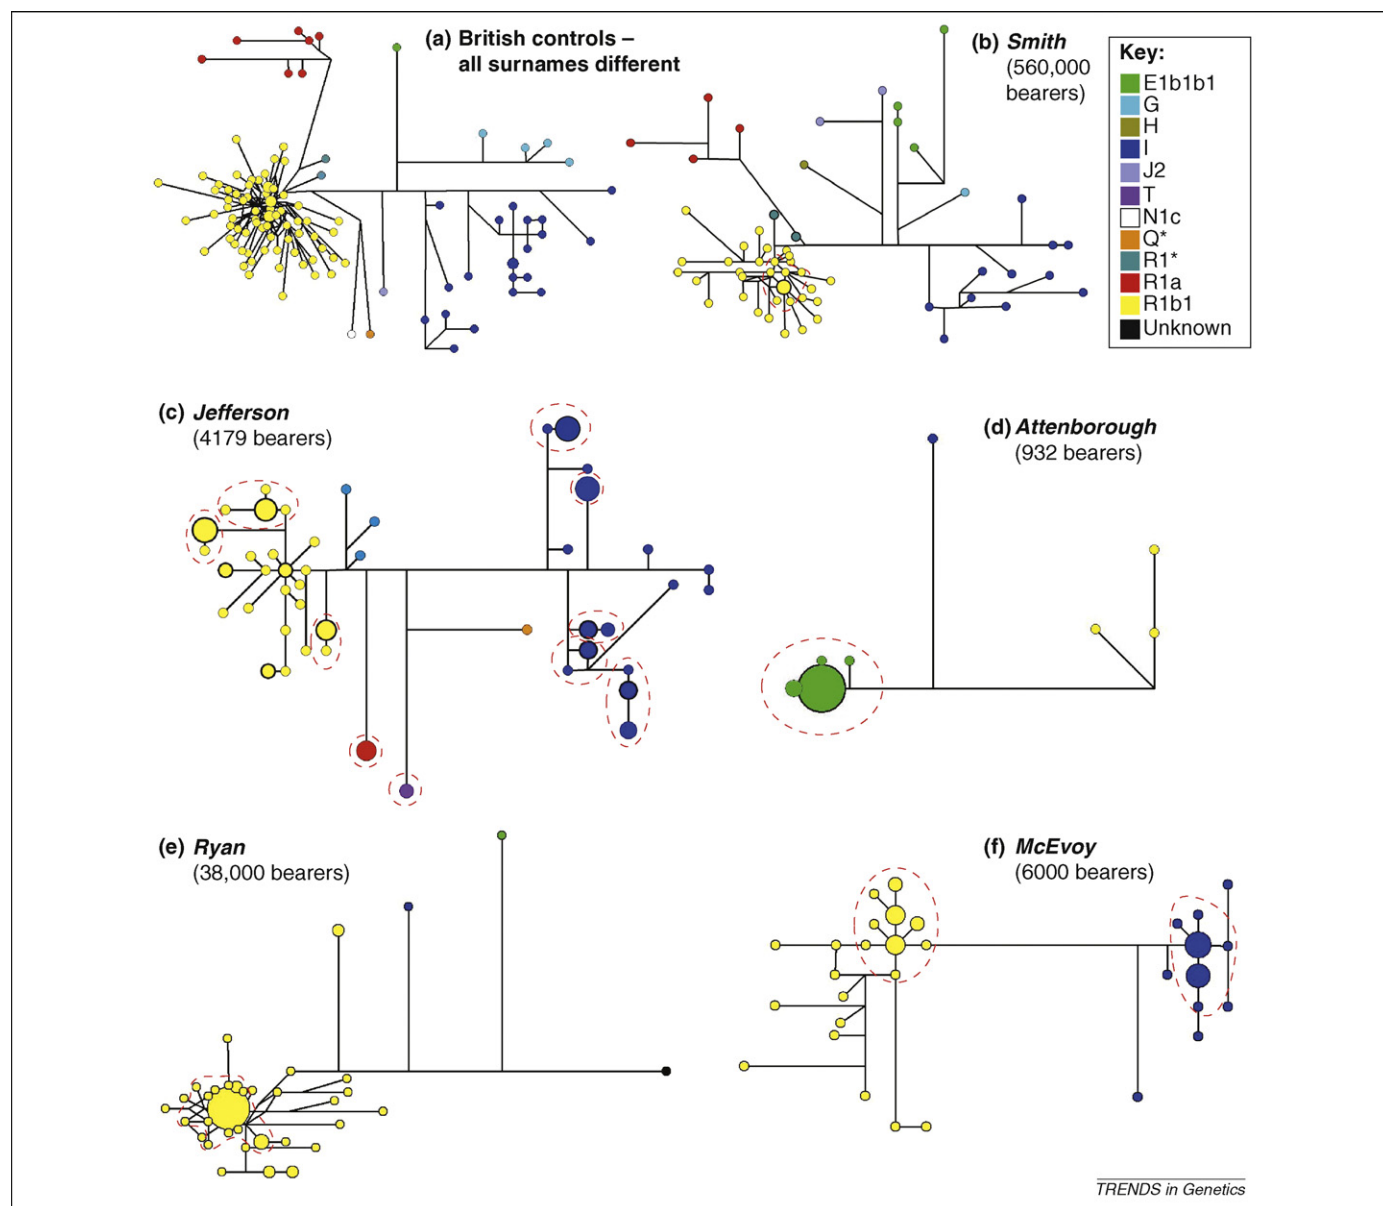 (a) British controls –
all surnames different
(b) Smith
(560,000
bearers)
Key:
E1b1b1
G
H
I
J2
T
N1c
Q*
R1*
R1a
R1b1
Unknown
(c) Jefferson
(4179 bearers)
(d) Attenborough
(932 bearers)
(e) Ryan
(38,000 bearers)
(f) McEvoy
(6000 bearers)
TRENDS in Genetics